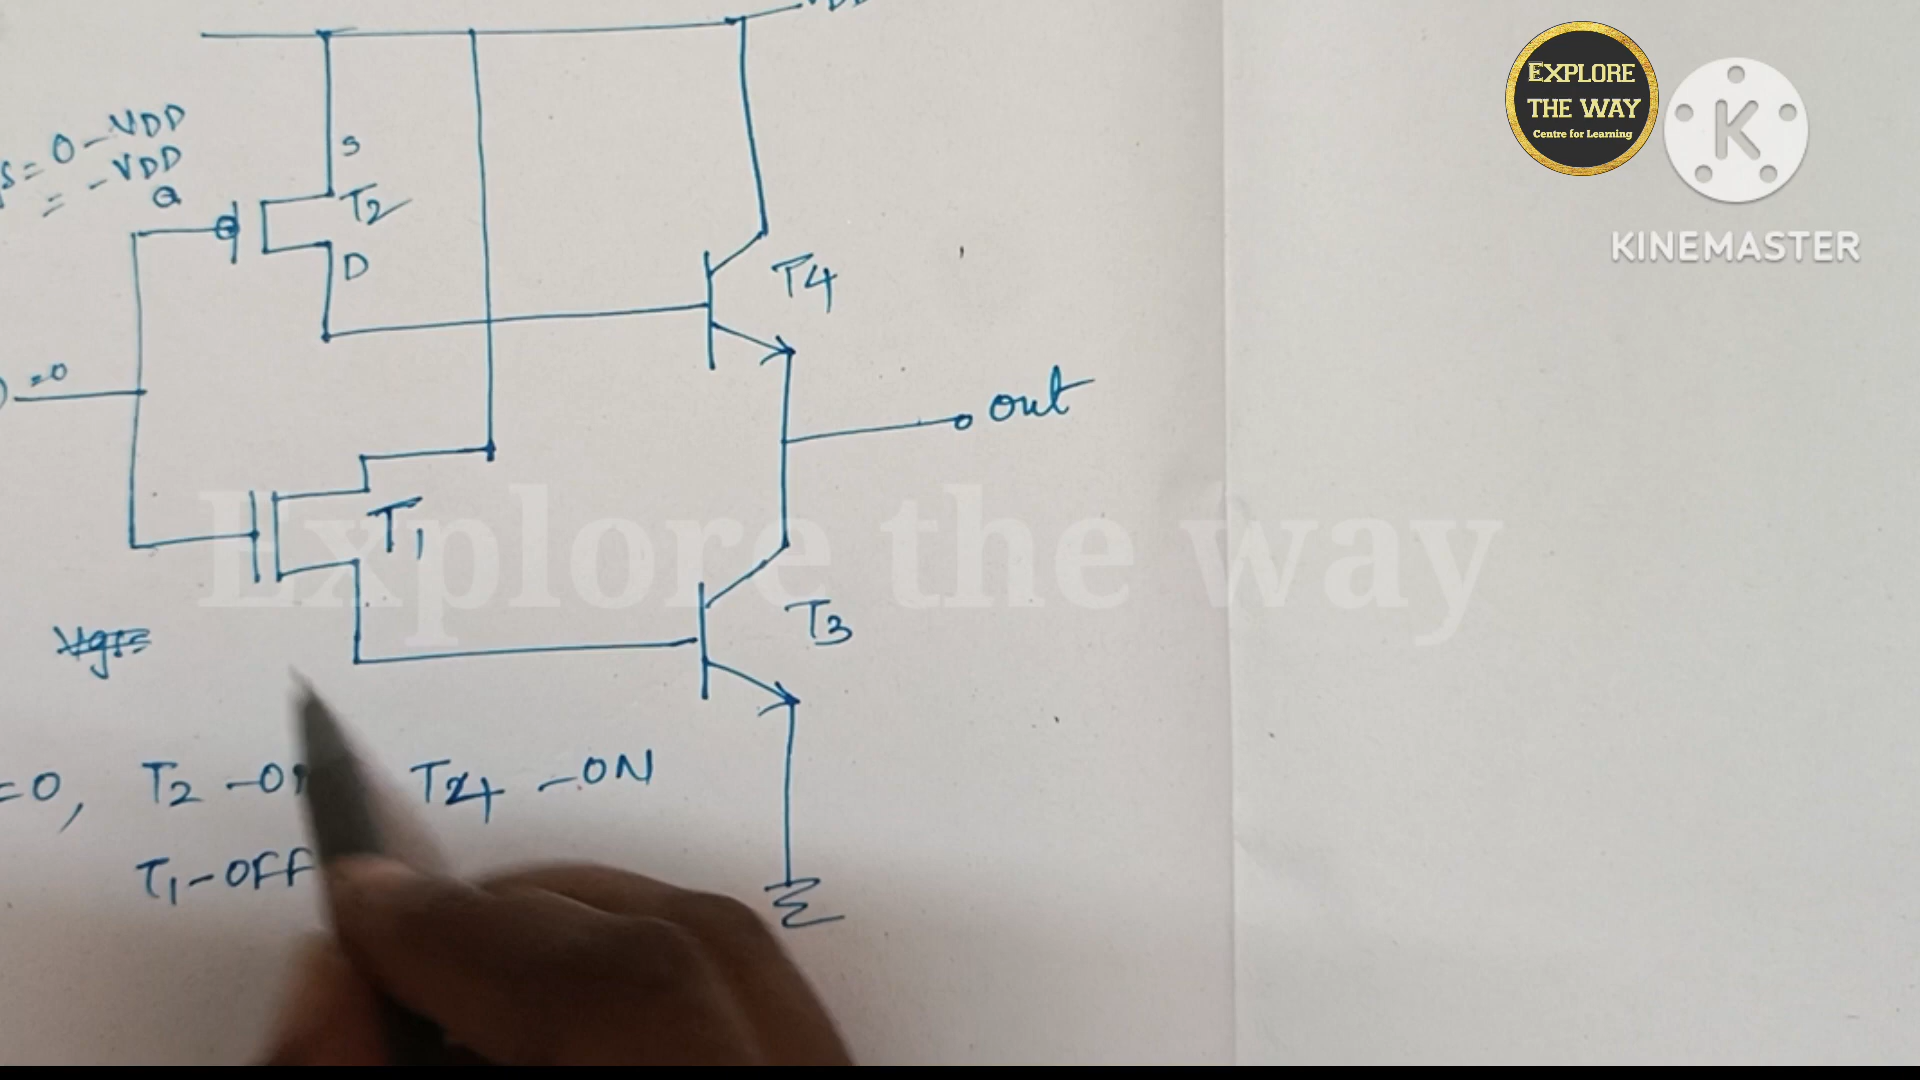 EXPLORE
THE WAY
Centre for Learning
K
KINEMASTER
= 0 - VDD
= - VDD
G
S
T2
D
T4
=0
out
T1
T3
Explore the way
=0, T2 - ON T4 - ON
T1 - OFF